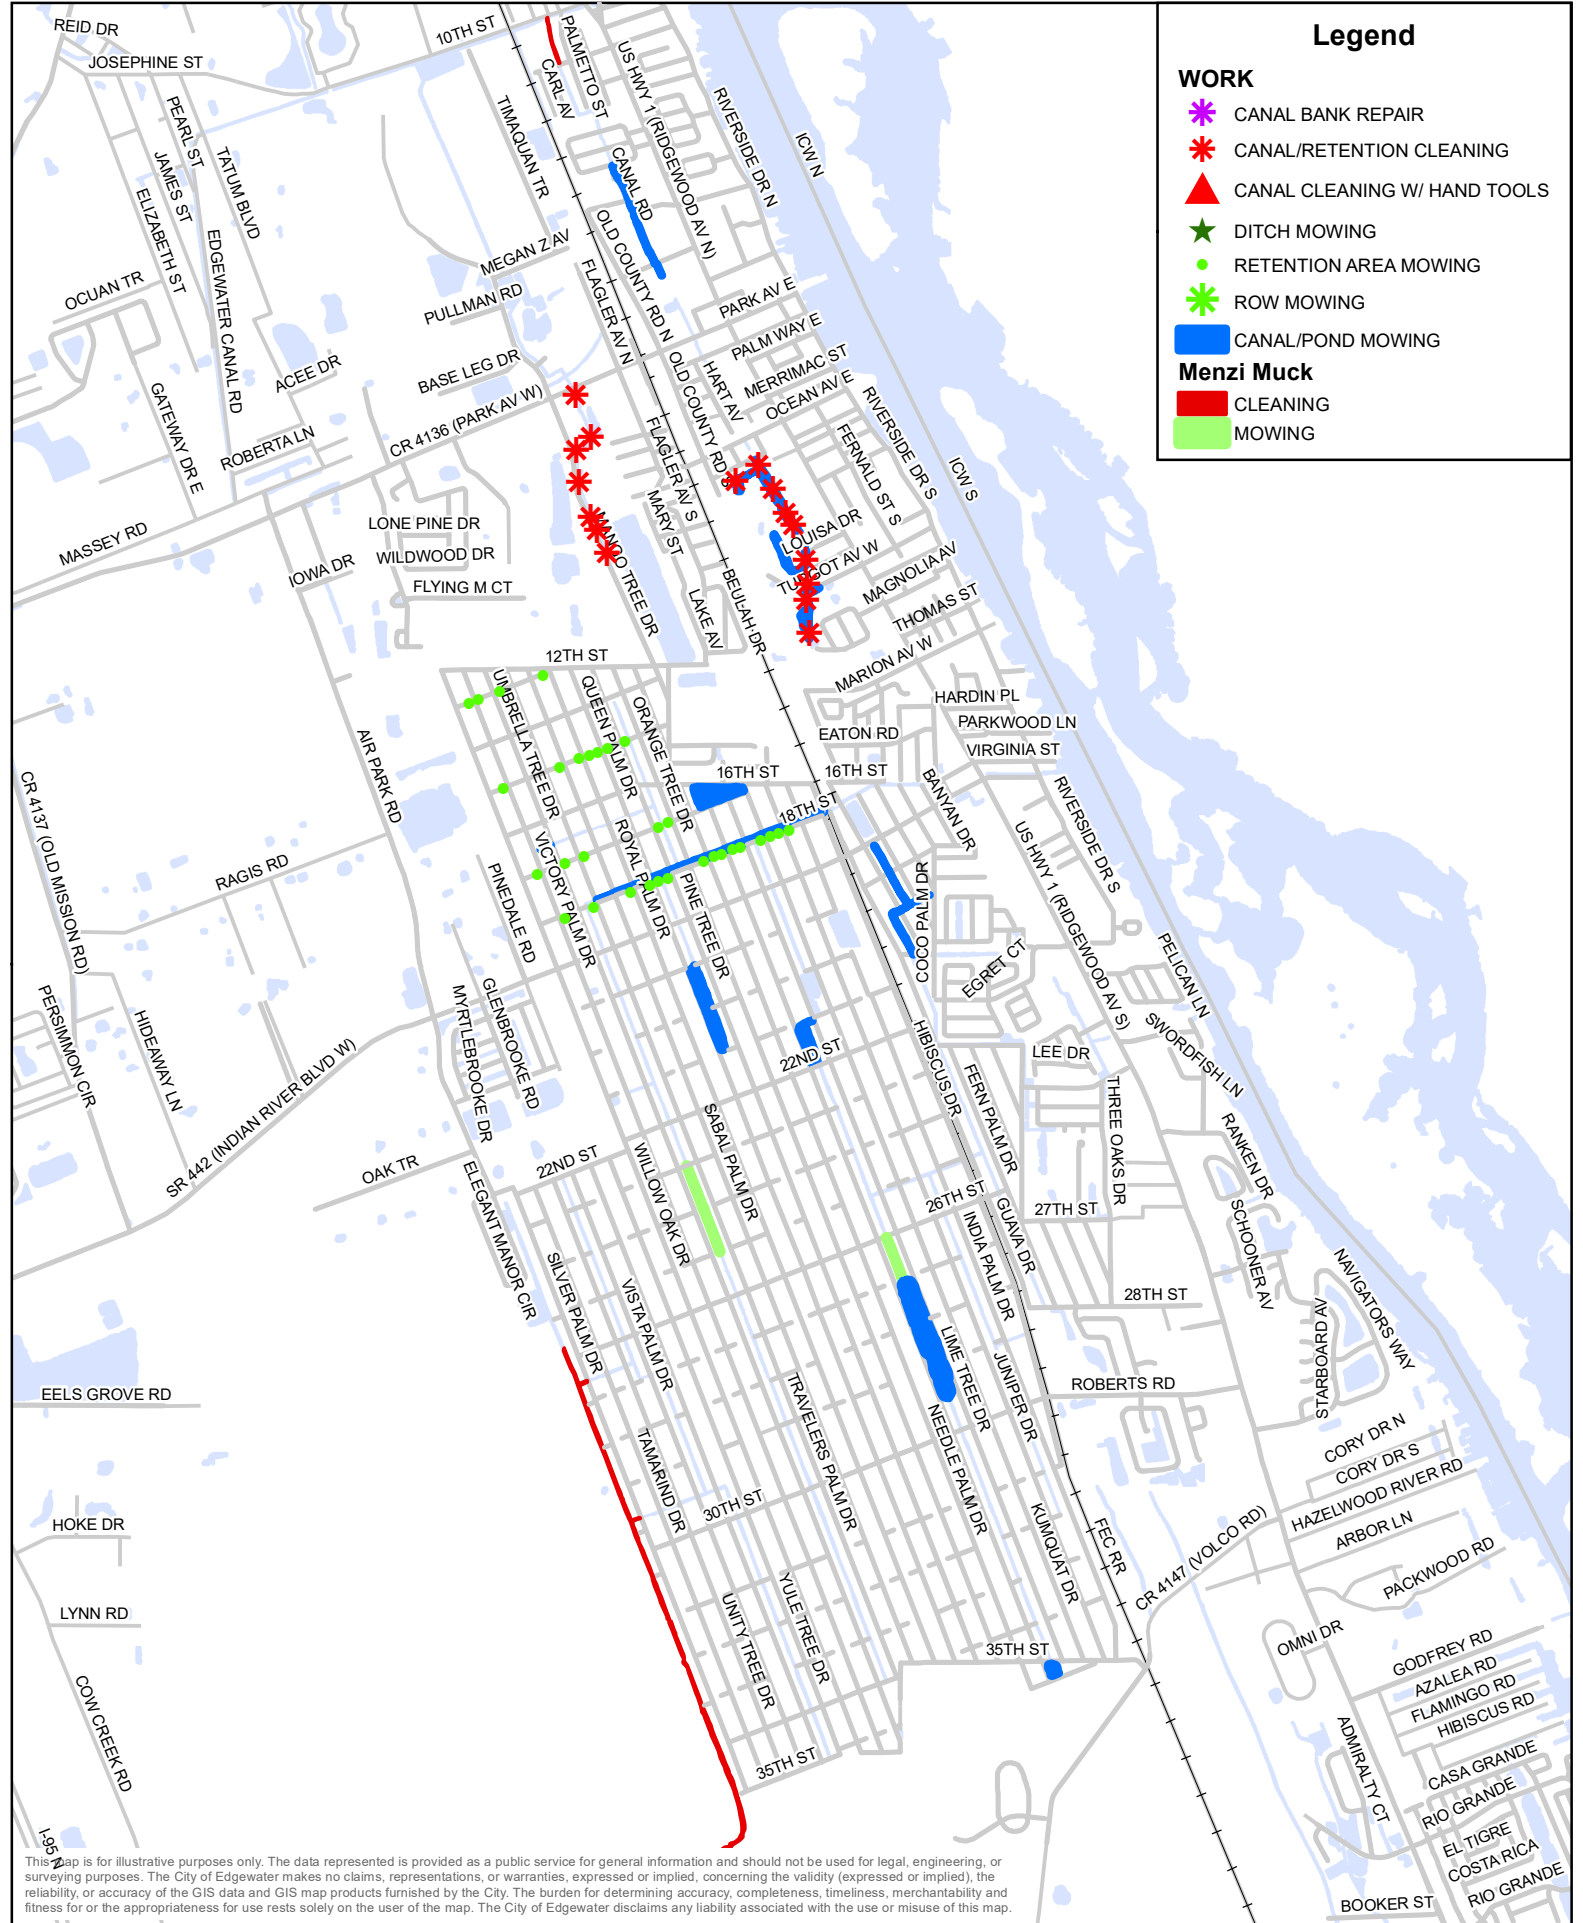 Legend
WORK
CANAL BANK REPAIR
CANAL/RETENTION CLEANING
CANAL CLEANING W/ HAND TOOLS
DITCH MOWING
RETENTION AREA MOWING
ROW MOWING
CANAL/POND MOWING
Menzi Muck
CLEANING
MOWING
REID DR
JOSEPHINE ST
10TH ST
PALMETTO ST
CARL AV
US HWY 1 (RIDGEWOOD AV N)
RIVERSIDE DR N
ICW N
PEARL ST
JAMES ST
ELIZABETH ST
TATUM BLVD
EDGEWATER CANAL RD
TIMAQUAN TR
CANAL RD
OLD COUNTY RD N
MEGAN Z AV
OCUAN TR
PULLMAN RD
FLAGLER AV N
PARK AV E
PALM WAY E
MERRIMAC ST
OCEAN AV E
HART AV
OLD COUNTY RD S
ACEE DR
BASE LEG DR
CR 4136 (PARK AV W)
GATEWAY DR E
ROBERTA LN
RIVERSIDE DR S
FERNALD ST S
ICW S
FLAGLER AV S
MARY ST
MASSEY RD
LONE PINE DR
WILDWOOD DR
IOWA DR
FLYING M CT
MANGO TREE DR
LOUISA DR
TURGOT AV W
MAGNOLIA AV
THOMAS ST
LAKE AV
BEULAH DR
MARION AV W
12TH ST
HARDIN PL
PARKWOOD LN
VIRGINIA ST
EATON RD
UMBRELLA TREE DR
QUEEN PALM DR
ORANGE TREE DR
AIR PARK RD
16TH ST
16TH ST
18TH ST
BANYAN DR
CR 4137 (OLD MISSION RD)
RAGIS RD
PINEDALE RD
VICTORY PALM DR
ROYAL PALM DR
PINE TREE DR
COCO PALM DR
US HWY 1 (RIDGEWOOD AV S)
RIVERSIDE DR S
EGRET CT
PELICAN LN
PERSIMMON CIR
HIDEAWAY LN
MYRTLEBROOKE DR
GLENBROOKE RD
22ND ST
HIBISCUS DR
LEE DR
SWORDFISH LN
SR 442 (INDIAN RIVER BLVD W)
FERN PALM DR
THREE OAKS DR
RANKEN DR
OAK TR
22ND ST
WILLOW OAK DR
SABAL PALM DR
ELEGANT MANOR CIR
26TH ST
27TH ST
GUAVA DR
INDIA PALM DR
SCHOONER AV
NAVIGATORS WAY
SILVER PALM DR
VISTA PALM DR
28TH ST
STARBOARD AV
LIME TREE DR
JUNIPER DR
EELS GROVE RD
ROBERTS RD
TRAVELERS PALM DR
NEEDLE PALM DR
TAMARIND DR
30TH ST
CORY DR N
CORY DR S
HAZELWOOD RIVER RD
ARBOR LN
PACKWOOD RD
HOKE DR
KUMQUAT DR
FEC RR
CR 4147 (VOLCO RD)
LYNN RD
UNITY TREE DR
YULE TREE DR
35TH ST
OMNI DR
GODFREY RD
AZALEA RD
FLAMINGO RD
HIBISCUS RD
COW CREEK RD
35TH ST
ADMIRALTY CT
CASA GRANDE
RIO GRANDE
EL TIGRE
COSTA RICA
RIO GRANDE
BOOKER ST
I-95 N
This map is for illustrative purposes only. The data represented is provided as a public service for general information and should not be used for legal, engineering, or
surveying purposes. The City of Edgewater makes no claims, representations, or warranties, expressed or implied, concerning the validity (expressed or implied), the
reliability, or accuracy of the GIS data and GIS map products furnished by the City. The burden for determining accuracy, completeness, timeliness, merchantability and
fitness for or the appropriateness for use rests solely on the user of the map. The City of Edgewater disclaims any liability associated with the use or misuse of this map.